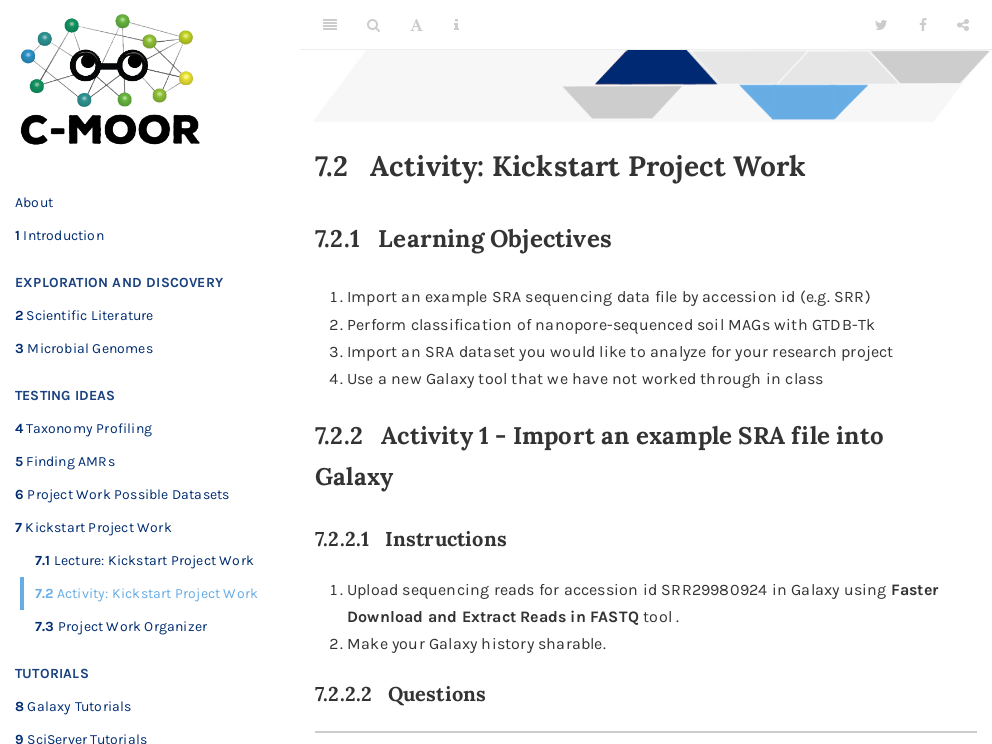 C-MOOR
About
1 Introduction
EXPLORATION AND DISCOVERY
2 Scientific Literature
3 Microbial Genomes
TESTING IDEAS
4 Taxonomy Profiling
5 Finding AMRs
6 Project Work Possible Datasets
7 Kickstart Project Work
7.1 Lecture: Kickstart Project Work
7.2 Activity: Kickstart Project Work
7.3 Project Work Organizer
TUTORIALS
8 Galaxy Tutorials
9 SciServer Tutorials
A
i
7.2 Activity: Kickstart Project Work
7.2.1 Learning Objectives
1. Import an example SRA sequencing data file by accession id (e.g. SRR)
2. Perform classification of nanopore-sequenced soil MAGs with GTDB-Tk
3. Import an SRA dataset you would like to analyze for your research project
4. Use a new Galaxy tool that we have not worked through in class
7.2.2 Activity 1 - Import an example SRA file into
Galaxy
7.2.2.1 Instructions
1. Upload sequencing reads for accession id SRR29980924 in Galaxy using Faster
Download and Extract Reads in FASTQ tool .
2. Make your Galaxy history sharable.
7.2.2.2 Questions